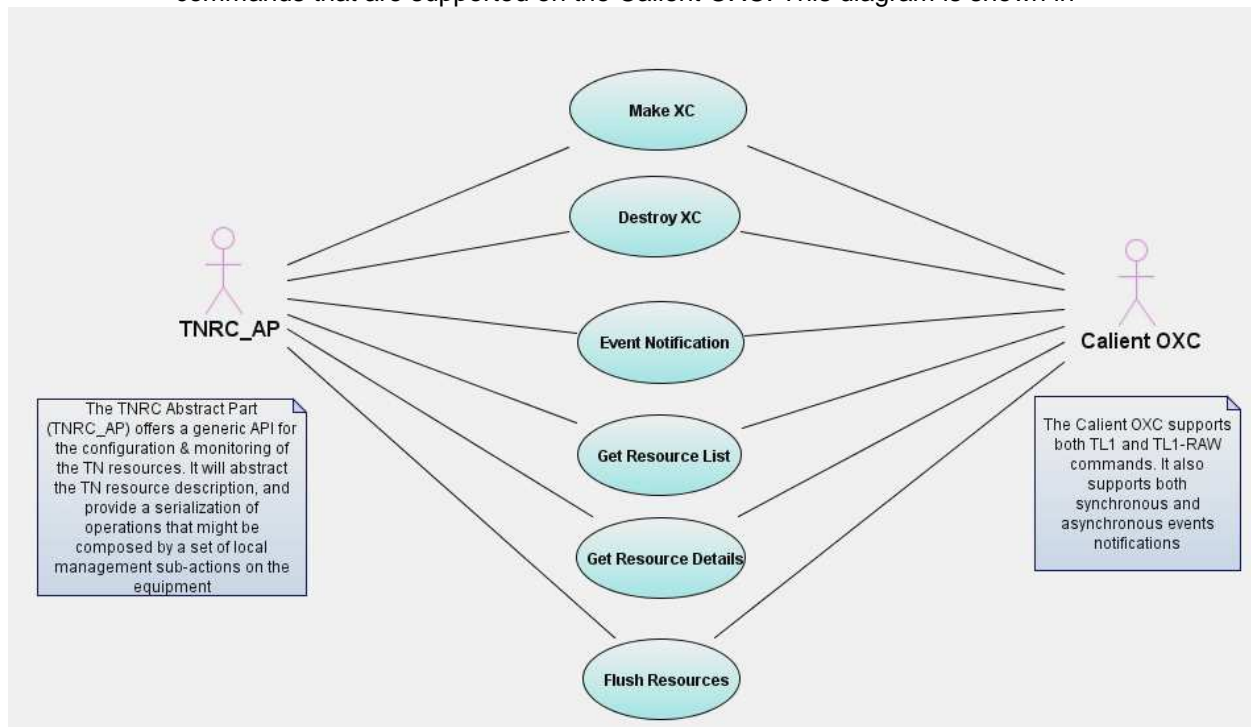 commands that are supported on the Calient OXC. This diagram is shown in
Make XC
Destroy XC
TNRC_AP
Calient OXC
Event Notification
The TNRC Abstract Part
(TNRC_AP) offers a generic API for
the configuration & monitoring of
the TN resources. It will abstract
the TN resource description, and
provide a serialization of
operations that might be
composed by a set of local
management sub-actions on the
equipment
Get Resource List
The Calient OXC supports
both TL1 and TL1-RAW
commands. It also
supports both
synchronous and
asynchronous events
notifications
Get Resource Details
Flush Resources